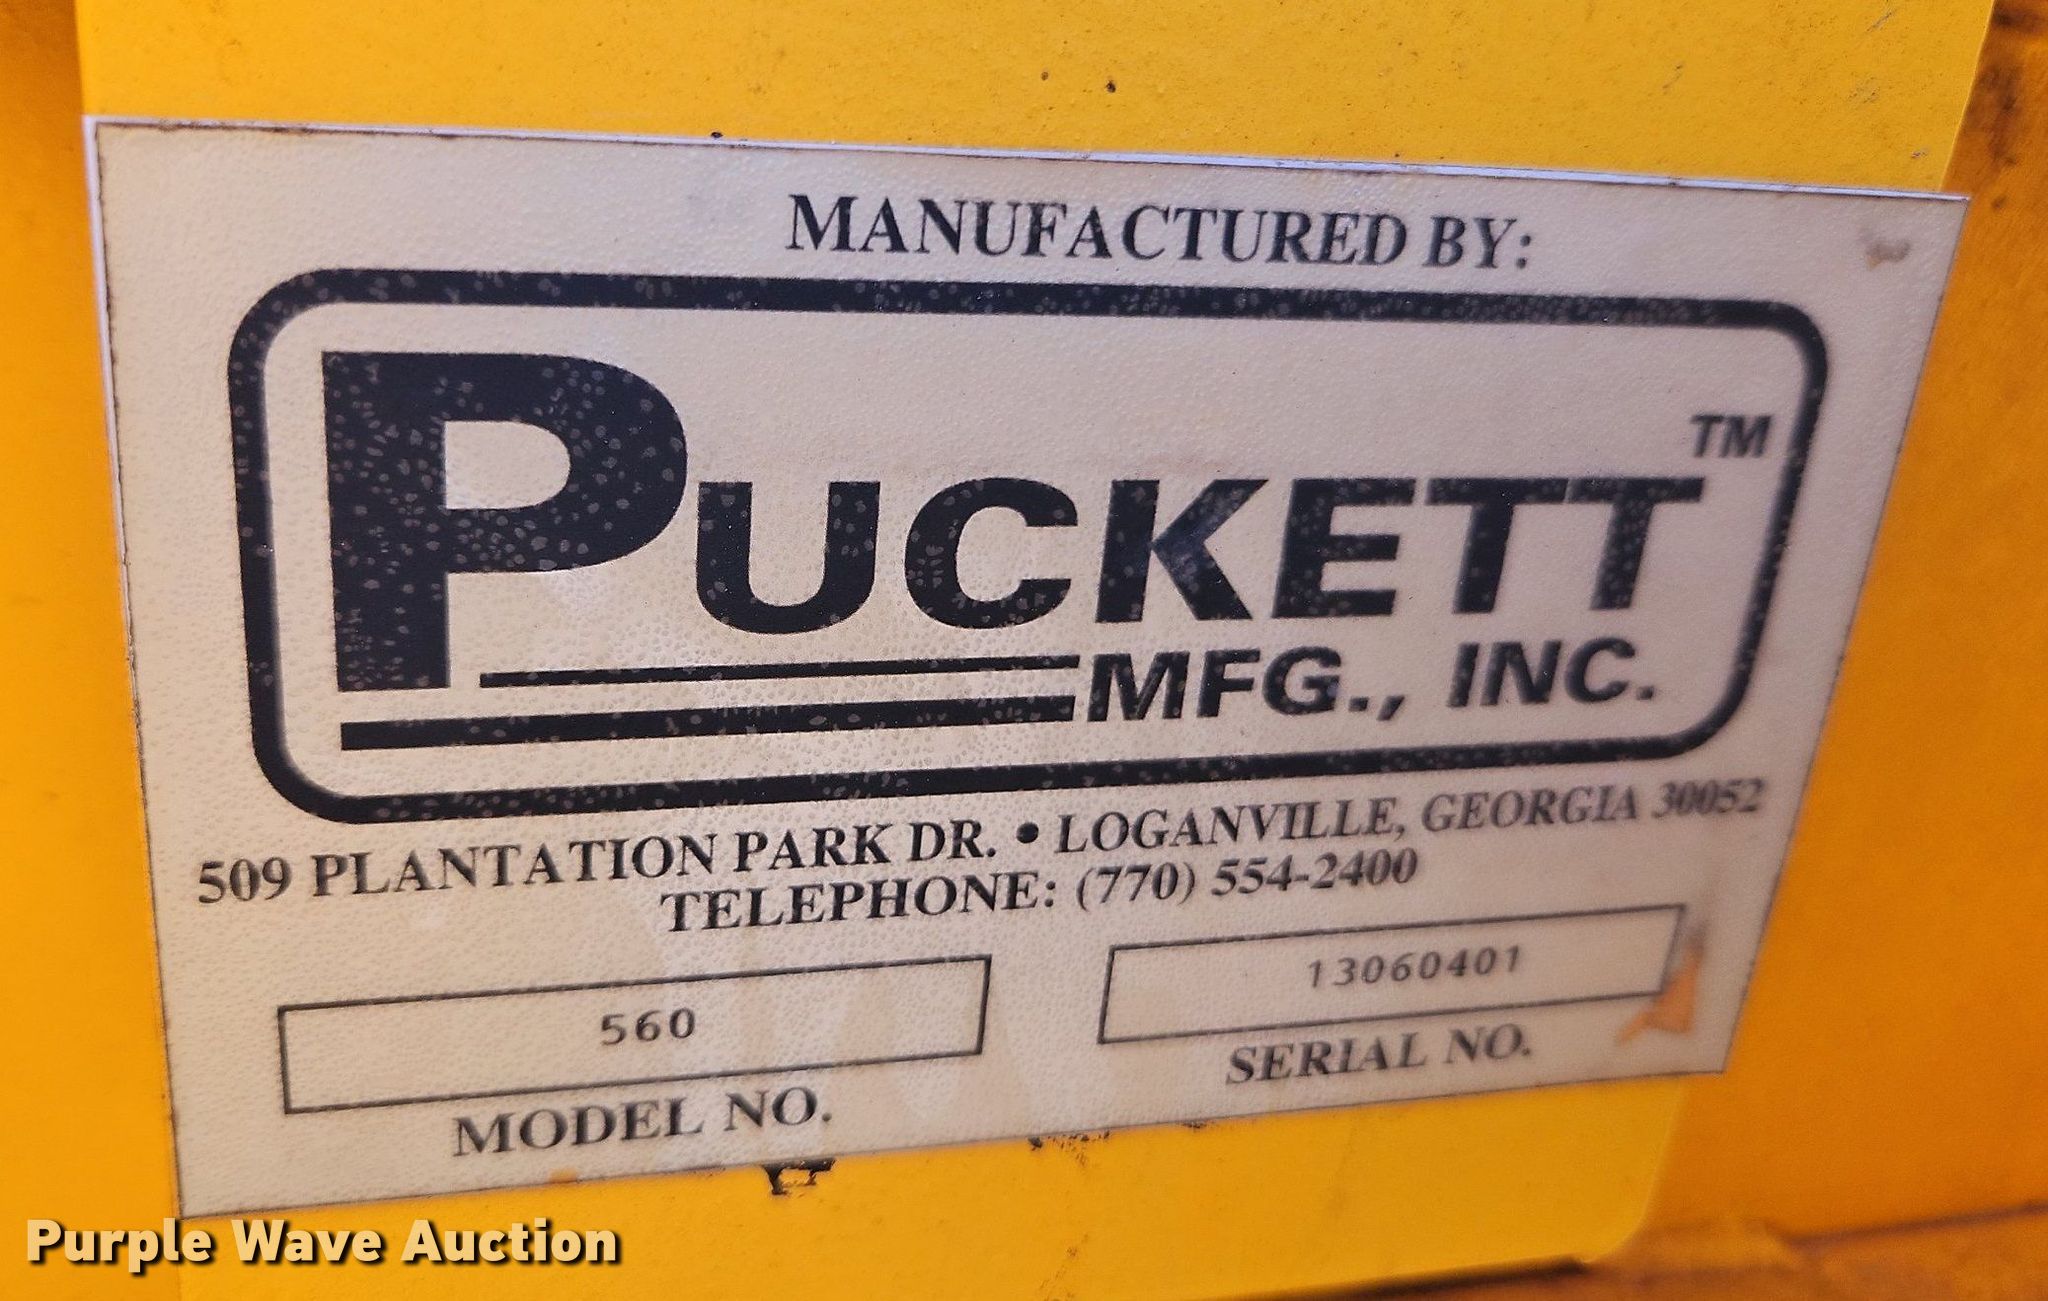 MANUFACTURED BY:
PUCKETT TM
MFG., INC.
509 PLANTATION PARK DR. • LOGANVILLE, GEORGIA 30052
TELEPHONE: (770) 554-2400
560
13060401
MODEL NO.
SERIAL NO.
Purple Wave Auction